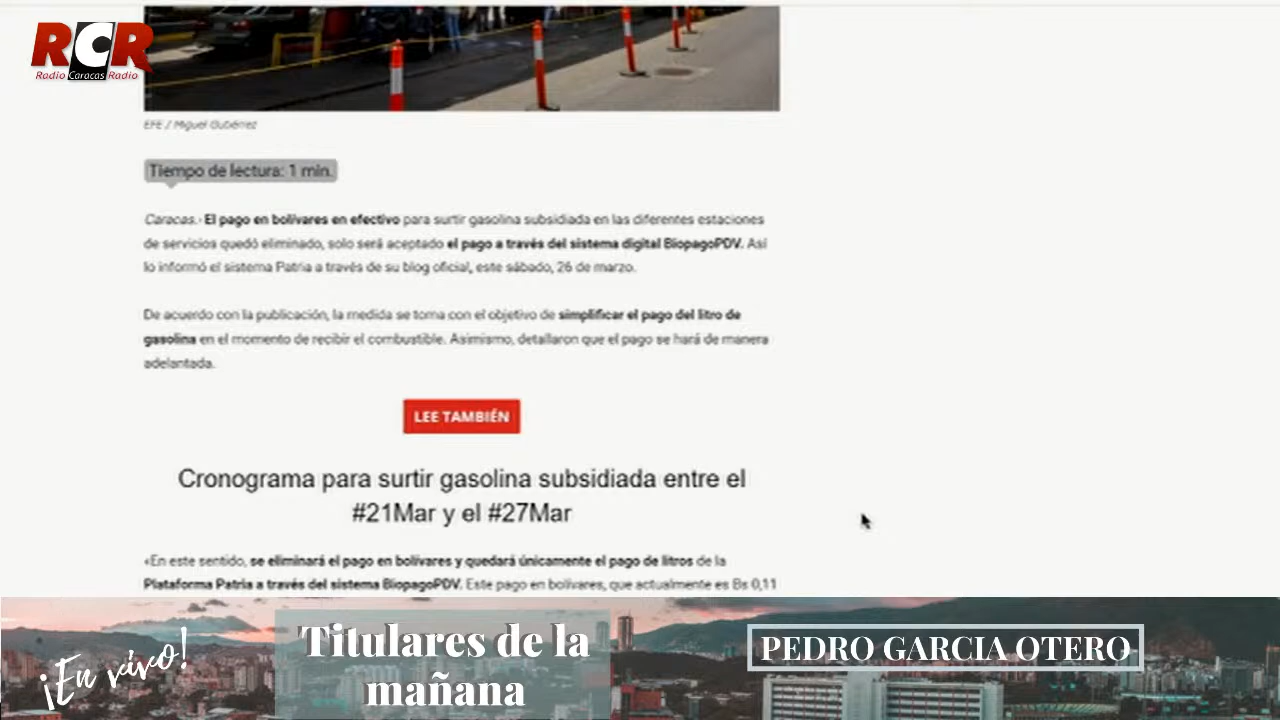 RCR
Radio Caracas Radio
EFE / Miguel Gutiérrez
Tiempo de lectura: 1 min.
Caracas.- El pago en bolívares en efectivo para surtir gasolina subsidiada en las diferentes estaciones
de servicios quedó eliminado, solo será aceptado el pago a través del sistema digital BiopagoPDV. Así
lo informó el sistema Patria a través de su blog oficial, este sábado, 26 de marzo.
De acuerdo con la publicación, la medida se toma con el objetivo de simplificar el pago del litro de
gasolina en el momento de recibir el combustible. Asimismo, detallaron que el pago se hará de manera
adelantada.
LEE TAMBIÉN
Cronograma para surtir gasolina subsidiada entre el
#21Mar y el #27Mar
«En este sentido, se eliminará el pago en bolívares y quedará únicamente el pago de litros de la
Plataforma Patria a través del sistema BiopagoPDV. Este pago en bolívares, que actualmente es Bs 0,11
¡En vivo!
Titulares de la
mañana
PEDRO GARCIA OTERO